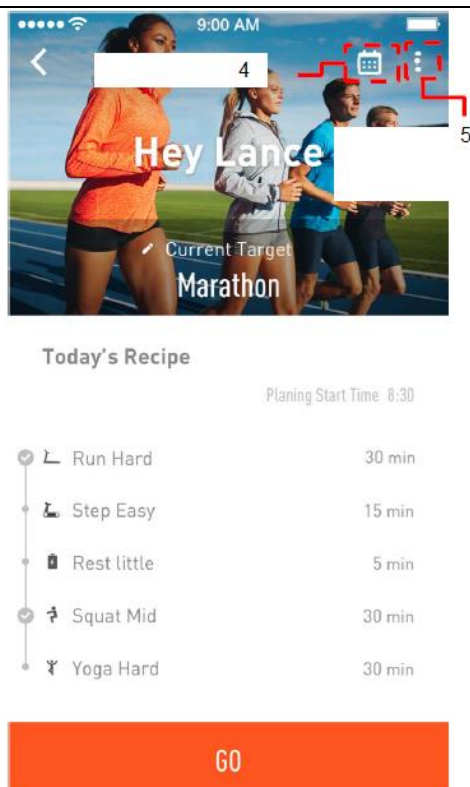 9:00 AM
4
5
Hey Lance
Current Target
Marathon
Today's Recipe
Planing Start Time 8:30
Run Hard 30 min
Step Easy 15 min
Rest little 5 min
Squat Mid 30 min
Yoga Hard 30 min
GO